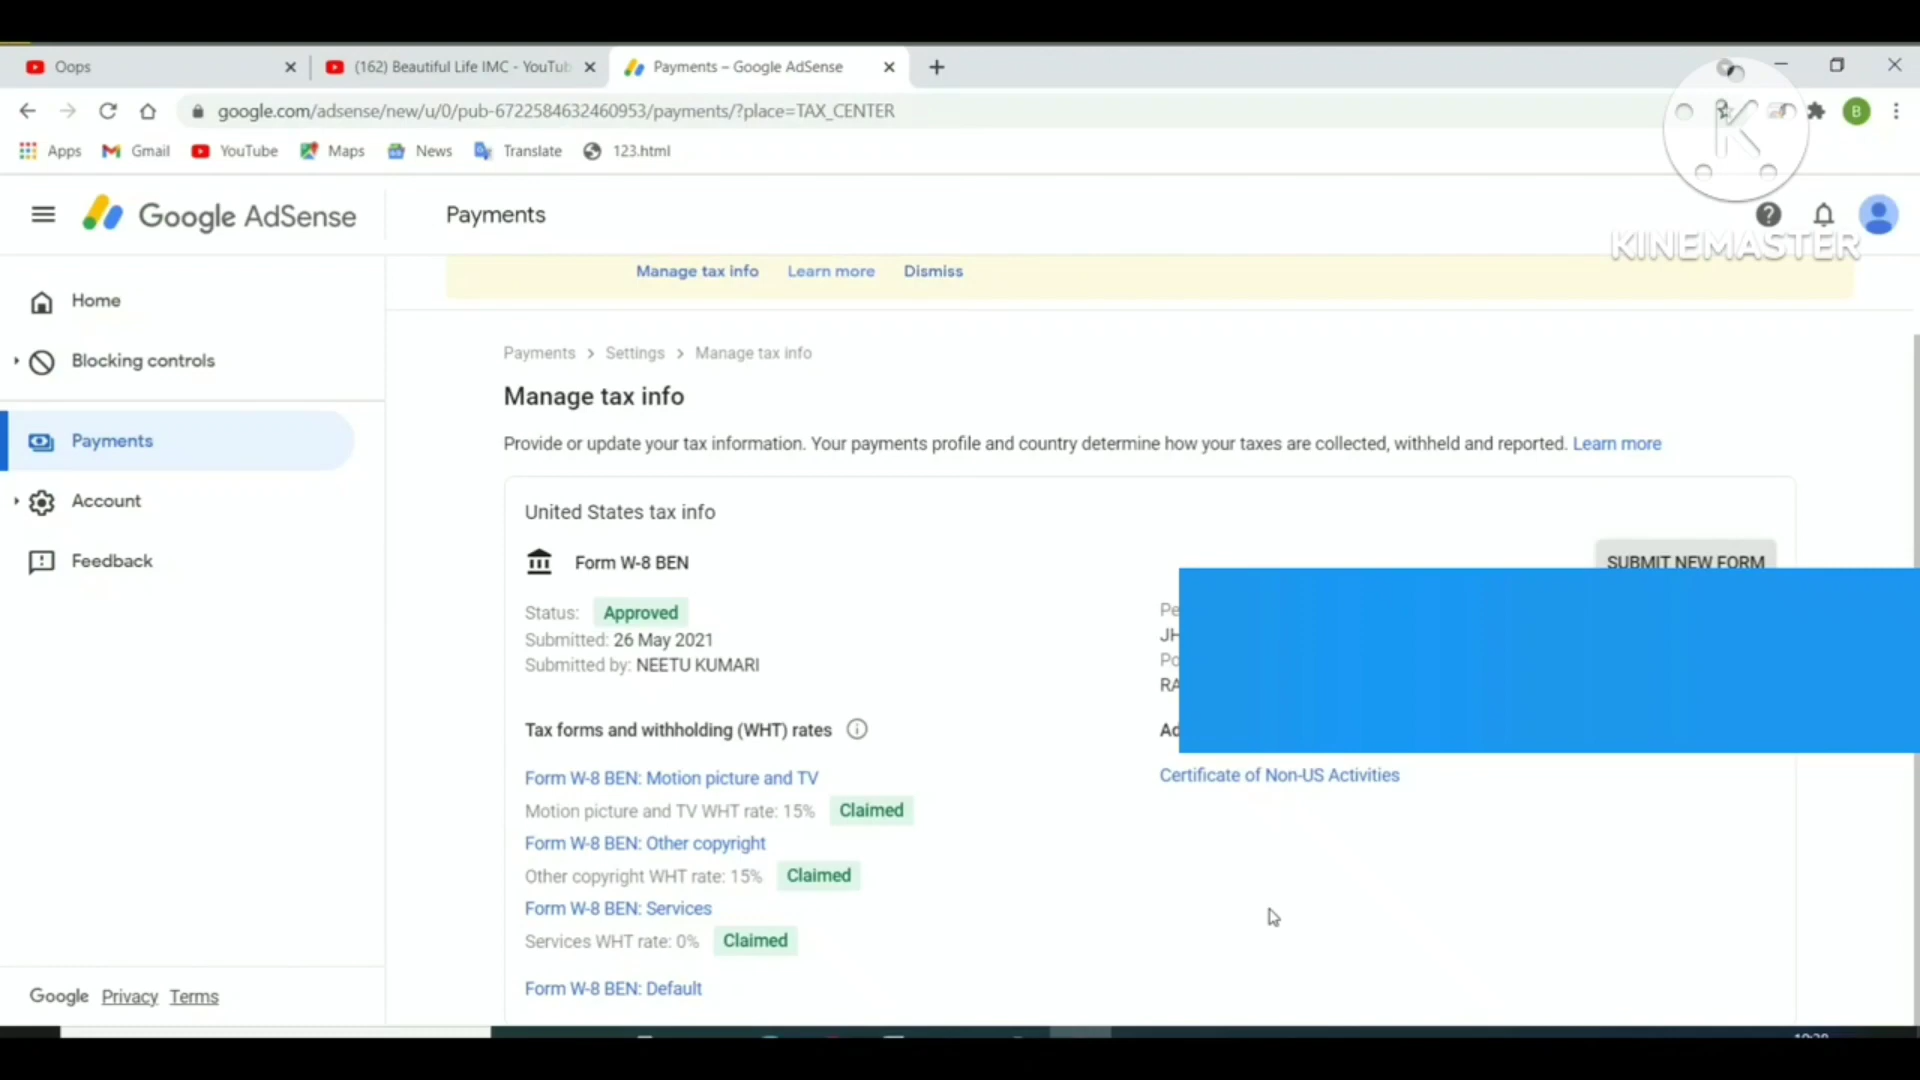 Oops
(162) Beautiful Life IMC - YouTub
Payments – Google AdSense
google.com/adsense/new/u/0/pub-6722584632460953/payments/?place=TAX_CENTER
B
Apps
Gmail
YouTube
Maps
News
Translate
123.html
K
KINEMASTER
Google AdSense
Payments
Manage tax info
Learn more
Dismiss
Home
Blocking controls
Payments
Account
Feedback
Payments > Settings > Manage tax info
Manage tax info
Provide or update your tax information. Your payments profile and country determine how your taxes are collected, withheld and reported. Learn more
United States tax info
Form W-8 BEN
SUBMIT NEW FORM
Status: Approved
Submitted: 26 May 2021
Submitted by: NEETU KUMARI
Pe
JH
Po
RA
Tax forms and withholding (WHT) rates
Ad
Form W-8 BEN: Motion picture and TV
Certificate of Non-US Activities
Motion picture and TV WHT rate: 15% Claimed
Form W-8 BEN: Other copyright
Other copyright WHT rate: 15% Claimed
Form W-8 BEN: Services
Services WHT rate: 0% Claimed
Form W-8 BEN: Default
Google Privacy Terms